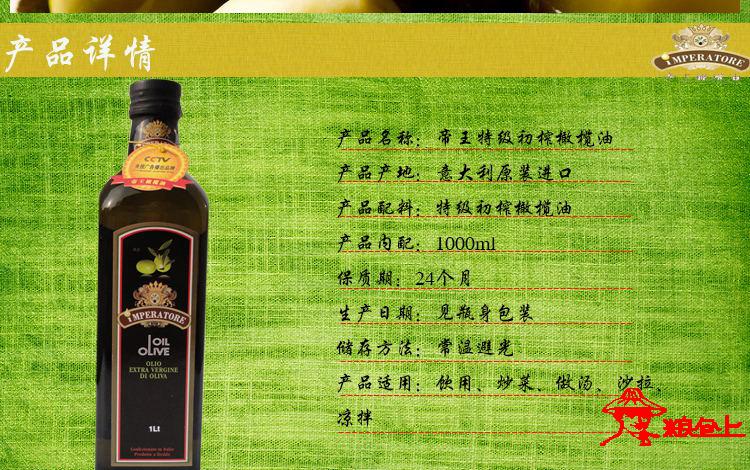 产品详情
IMPERATORE
产品名称：帝王特级初榨橄榄油
产品产地：意大利原装进口
产品配料：特级初榨橄榄油
产品内配：1000ml
保质期：24个月
生产日期：见瓶身包装
储存方法：常温避光
产品适用：饮用、炒菜、做汤、沙拉、
凉拌
CCTV
IMPERATORE
OIL
OLIVE
OLIO
EXTRA VERGINE
DI OLIVA
1Lt
粮仓上